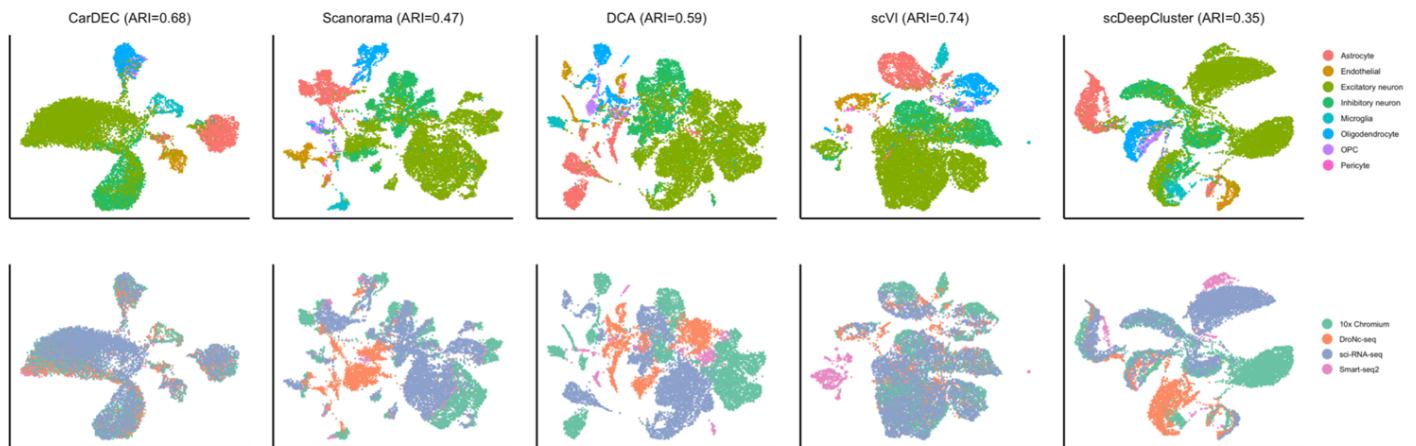 CarDEC (ARI=0.68)
Scanorama (ARI=0.47)
DCA (ARI=0.59)
scVI (ARI=0.74)
scDeepCluster (ARI=0.35)
Astrocyte
Endothelial
Excitatory neuron
Inhibitory neuron
Microglia
Oligodendrocyte
OPC
Pericyte
10x Chromium
DroNc-seq
sci-RNA-seq
Smart-seq2